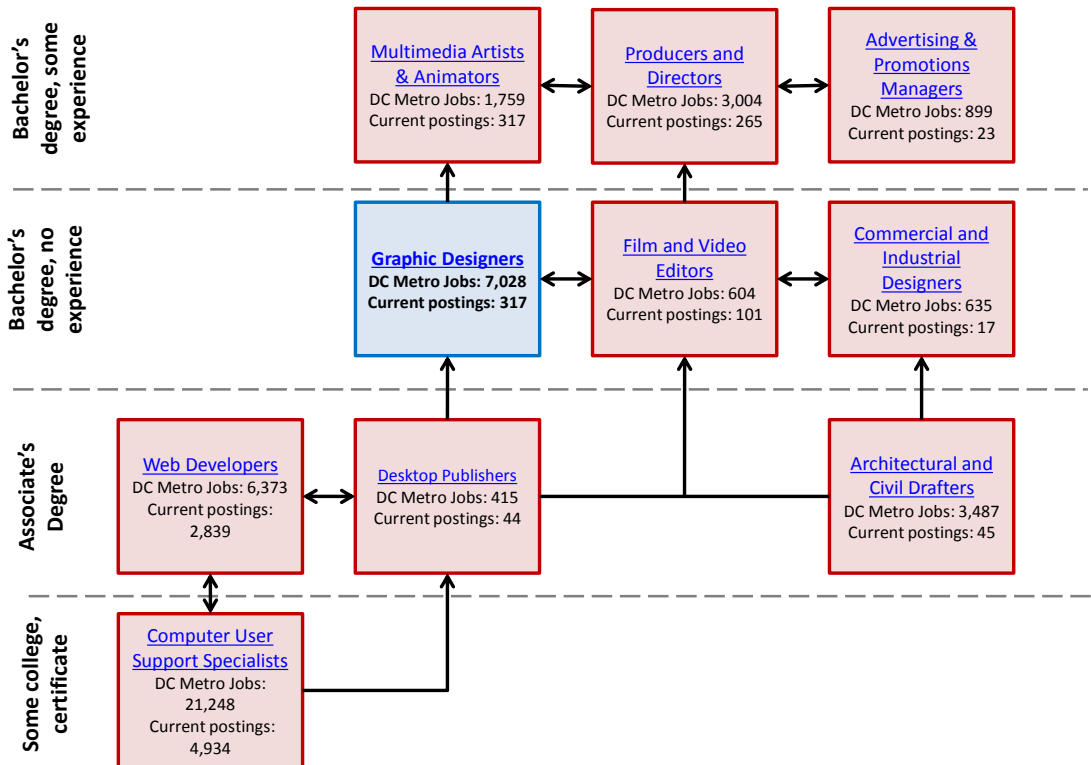 Bachelor's
degree, some
experience
Multimedia Artists
& Animators
DC Metro Jobs: 1,759
Current postings: 317
Producers and
Directors
DC Metro Jobs: 3,004
Current postings: 265
Advertising &
Promotions
Managers
DC Metro Jobs: 899
Current postings: 23
Bachelor's
degree, no
experience
Graphic Designers
DC Metro Jobs: 7,028
Current postings: 317
Film and Video
Editors
DC Metro Jobs: 604
Current postings: 101
Commercial and
Industrial
Designers
DC Metro Jobs: 635
Current postings: 17
Associate's
Degree
Web Developers
DC Metro Jobs: 6,373
Current postings:
2,839
Desktop Publishers
DC Metro Jobs: 415
Current postings: 44
Architectural and
Civil Drafters
DC Metro Jobs: 3,487
Current postings: 45
Some college,
certificate
Computer User
Support Specialists
DC Metro Jobs:
21,248
Current postings:
4,934